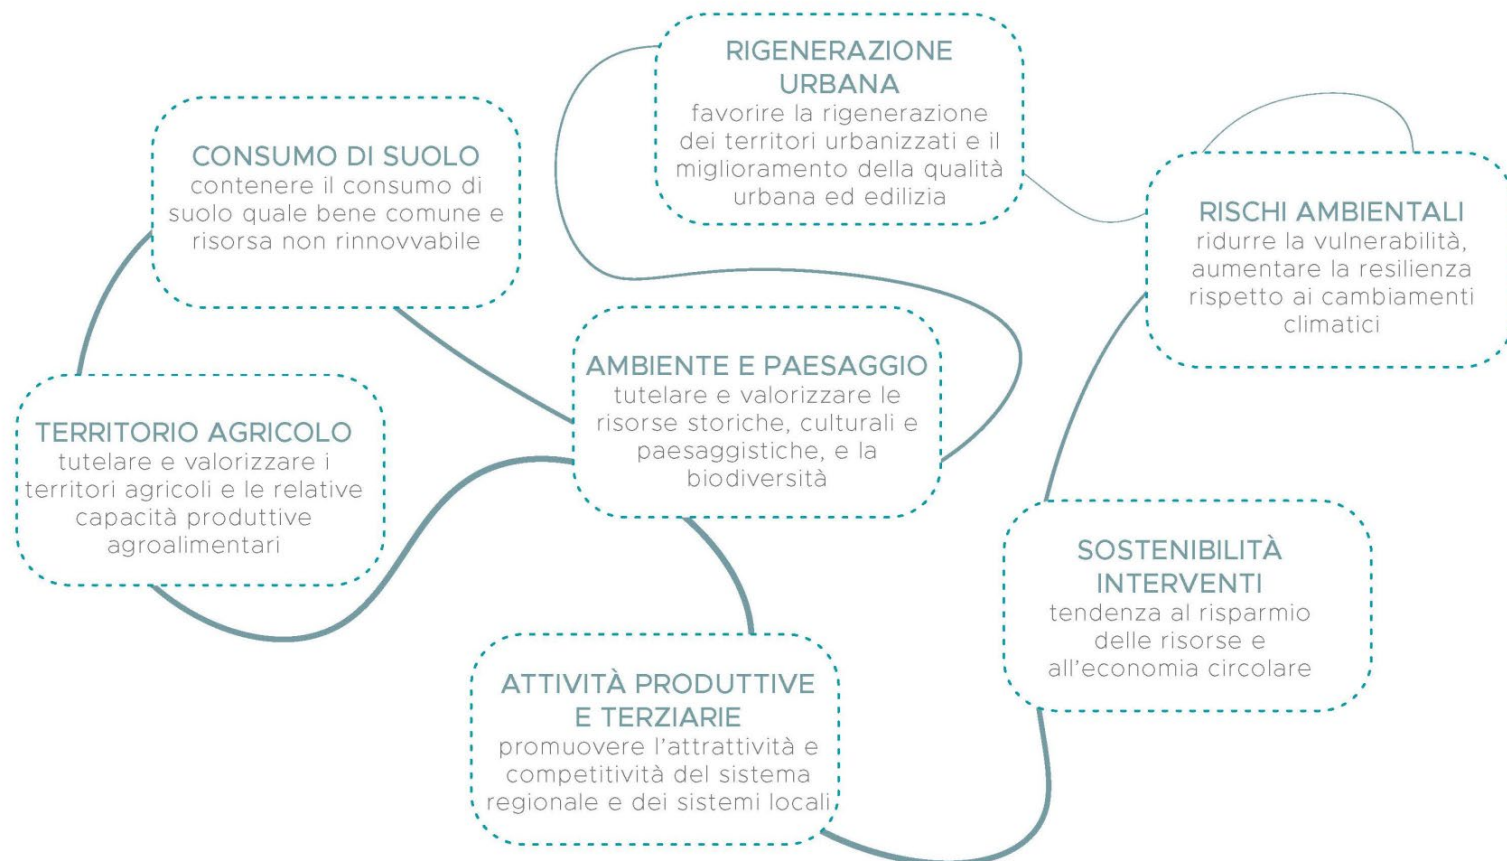 RIGENERAZIONE
URBANA
favorire la rigenerazione
dei territori urbanizzati e il
miglioramento della qualità
urbana ed edilizia
CONSUMO DI SUOLO
contenere il consumo di
suolo quale bene comune e
risorsa non rinnovvabile
RISCHI AMBIENTALI
ridurre la vulnerabilità,
aumentare la resilienza
rispetto ai cambiamenti
climatici
AMBIENTE E PAESAGGIO
tutelare e valorizzare le
risorse storiche, culturali e
paesaggistiche, e la
biodiversità
TERRITORIO AGRICOLO
tutelare e valorizzare i
territori agricoli e le relative
capacità produttive
agroalimentari
SOSTENIBILITÀ
INTERVENTI
tendenza al risparmio
delle risorse e
all'economia circolare
ATTIVITÀ PRODUTTIVE
E TERZIARIE
promuovere l'attrattività e
competitività del sistema
regionale e dei sistemi locali